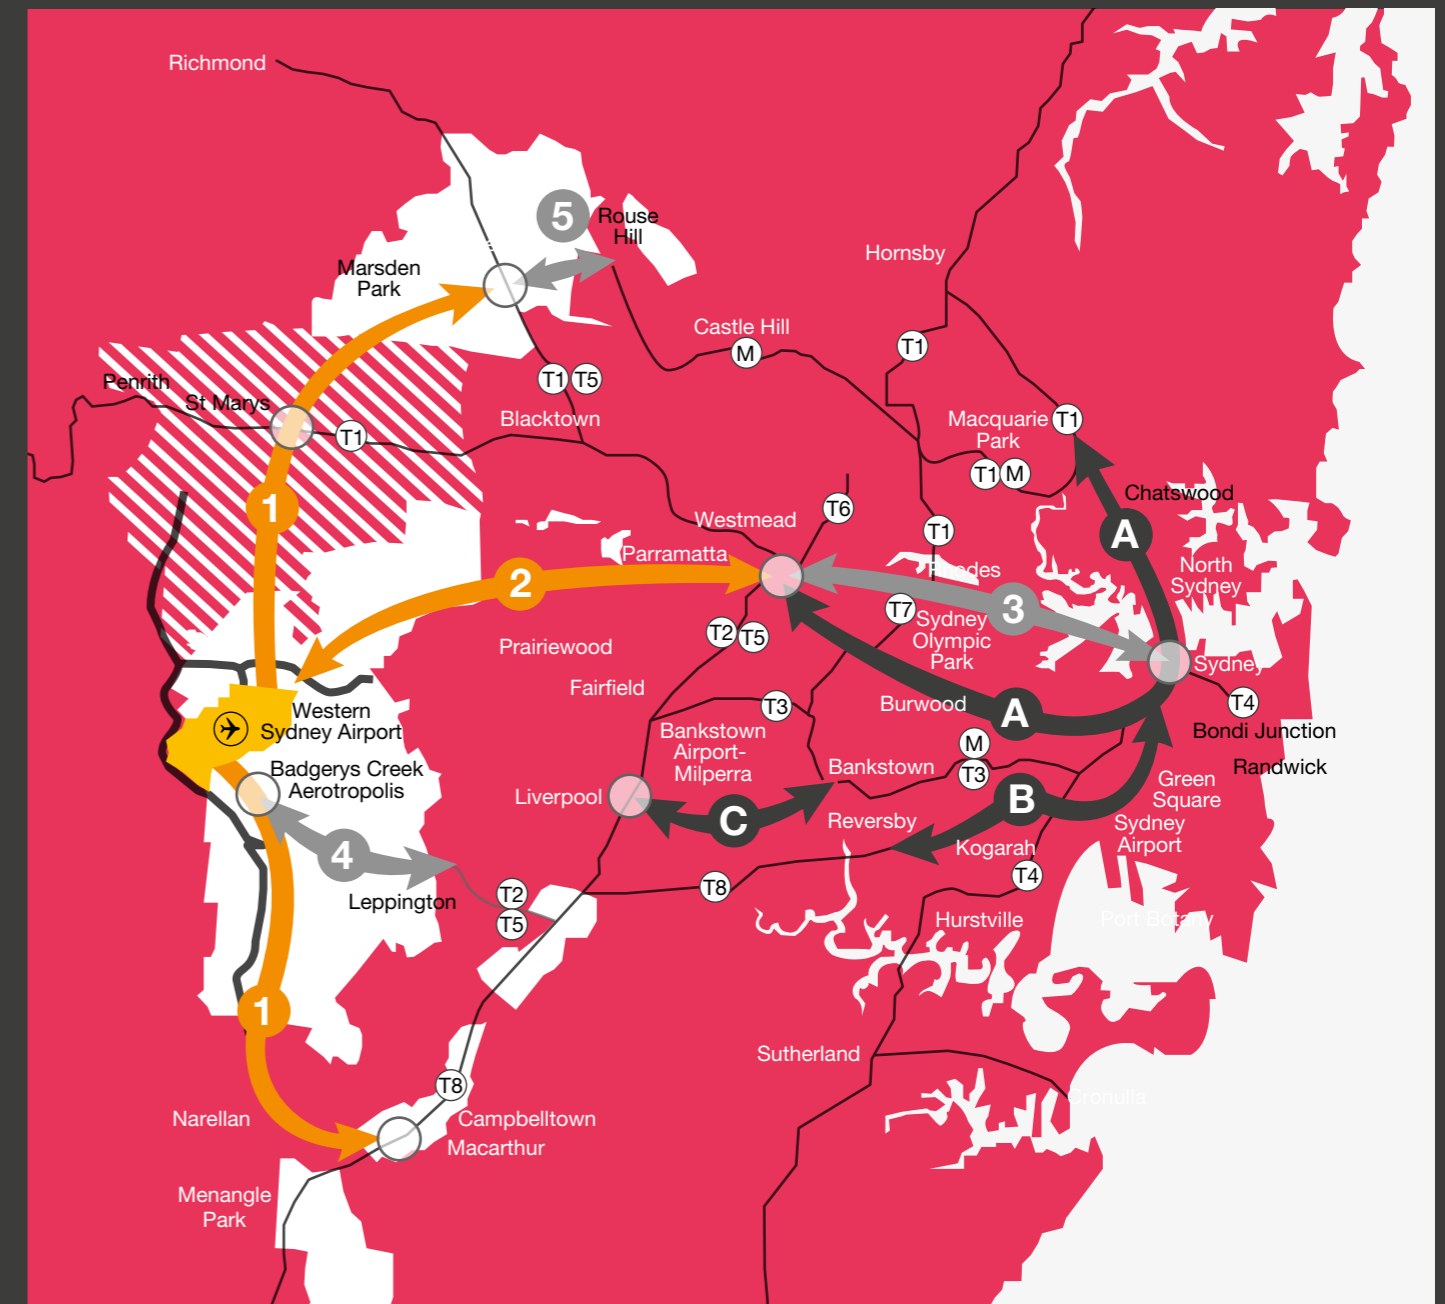 Richmond
5
Rouse
Hill
Hornsby
Marsden
Park
Castle Hill
M
T1
Penrith
St Marys
T1
T5
Blacktown
T1
Macquarie
Park
T1
T1
M
Chatswood
1
Westmead
T6
T1
A
Parramatta
2
Rhodes
North
Sydney
T7
3
T2
T5
Sydney
Olympic
Park
Prairiewood
Sydney
Fairfield
T3
Burwood
A
T4
Western
Sydney Airport
Bankstown
Airport-
Milperra
M
T3
Bondi Junction
Randwick
Badgerys Creek
Aerotropolis
Bankstown
Liverpool
C
B
Green
Square
Reversby
Sydney
Airport
4
Kogarah
T4
Leppington
T2
T5
T8
Hurstville
Port Botany
1
Sutherland
T8
Cronulla
Narellan
Campbelltown
Macarthur
Menangle
Park